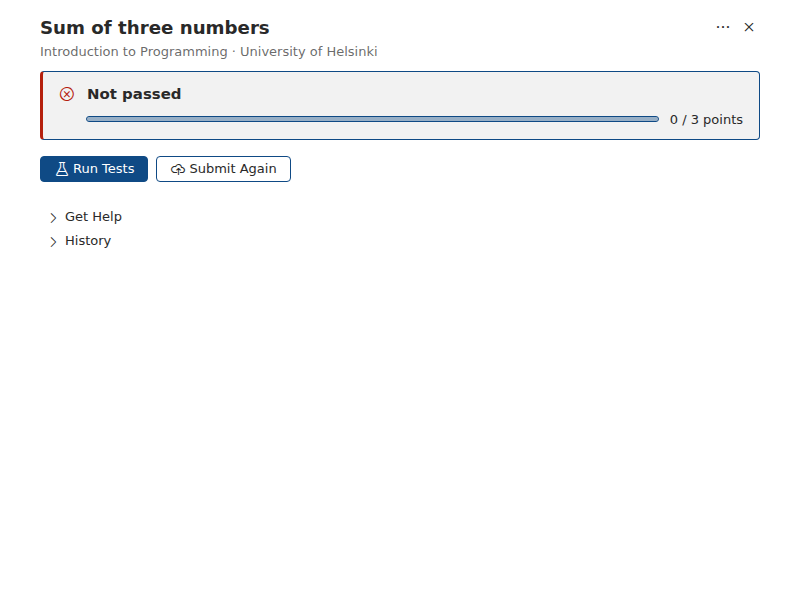 Sum of three numbers
Introduction to Programming · University of Helsinki
Not passed
0 / 3 points
Run Tests
Submit Again
Get Help
History